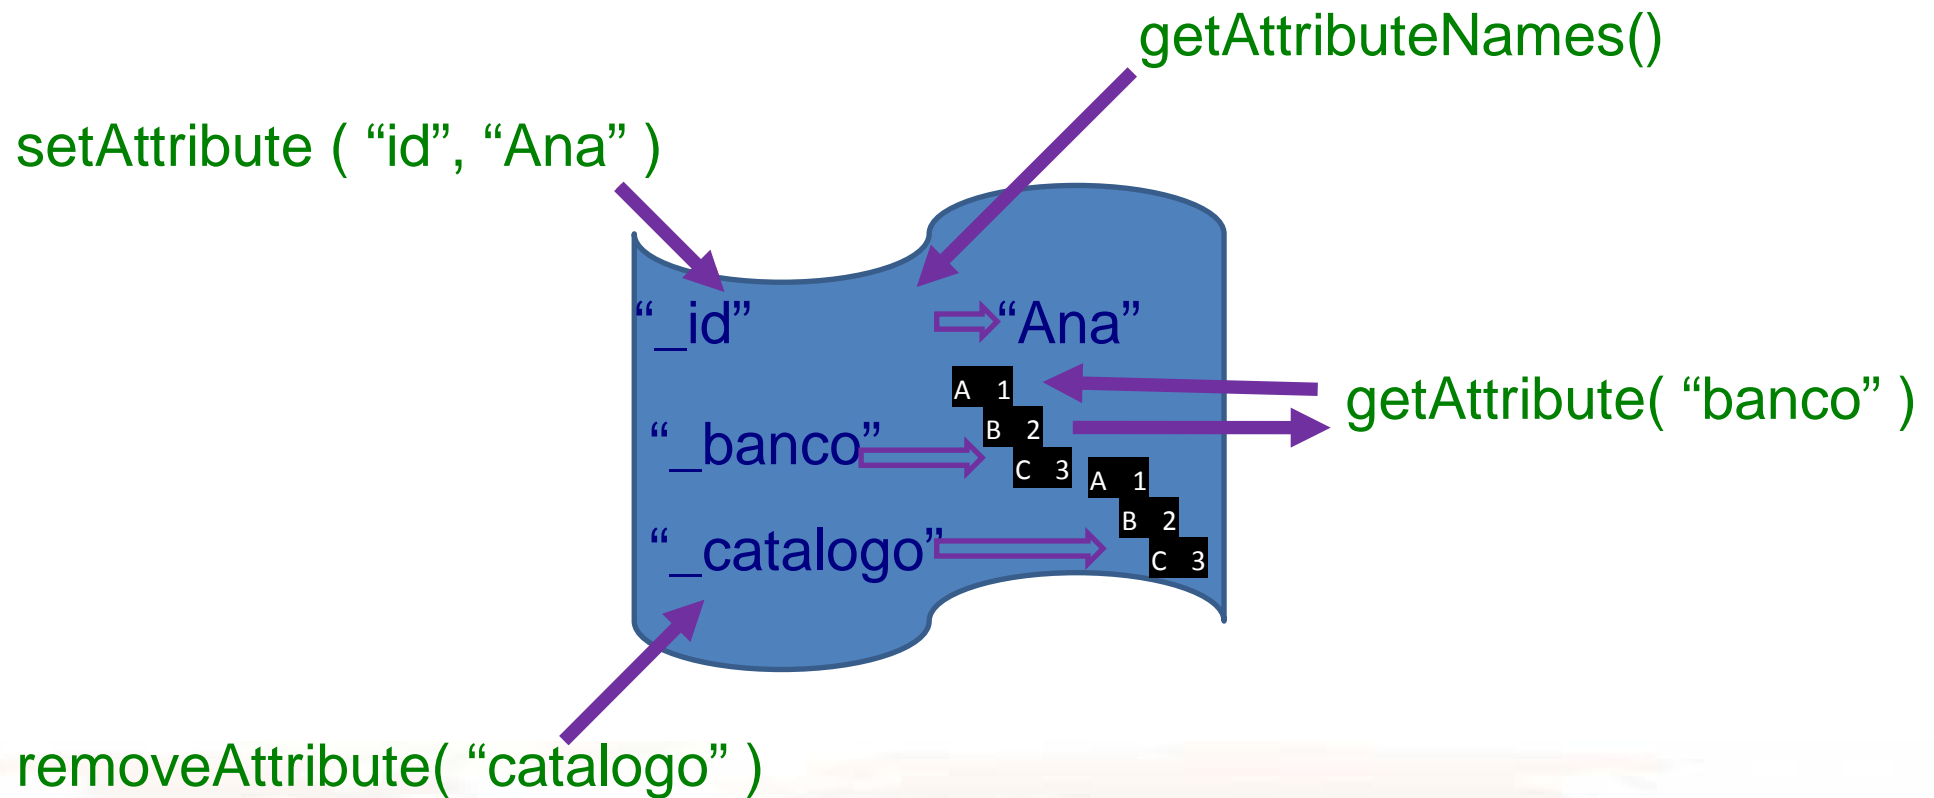 getAttributeNames()
setAttribute ( “id”, “Ana” )
“_id” “Ana”
A 1
B 2
C 3
“_banco”
getAttribute( “banco” )
A 1
B 2
C 3
“_catalogo”
removeAttribute( “catalogo” )